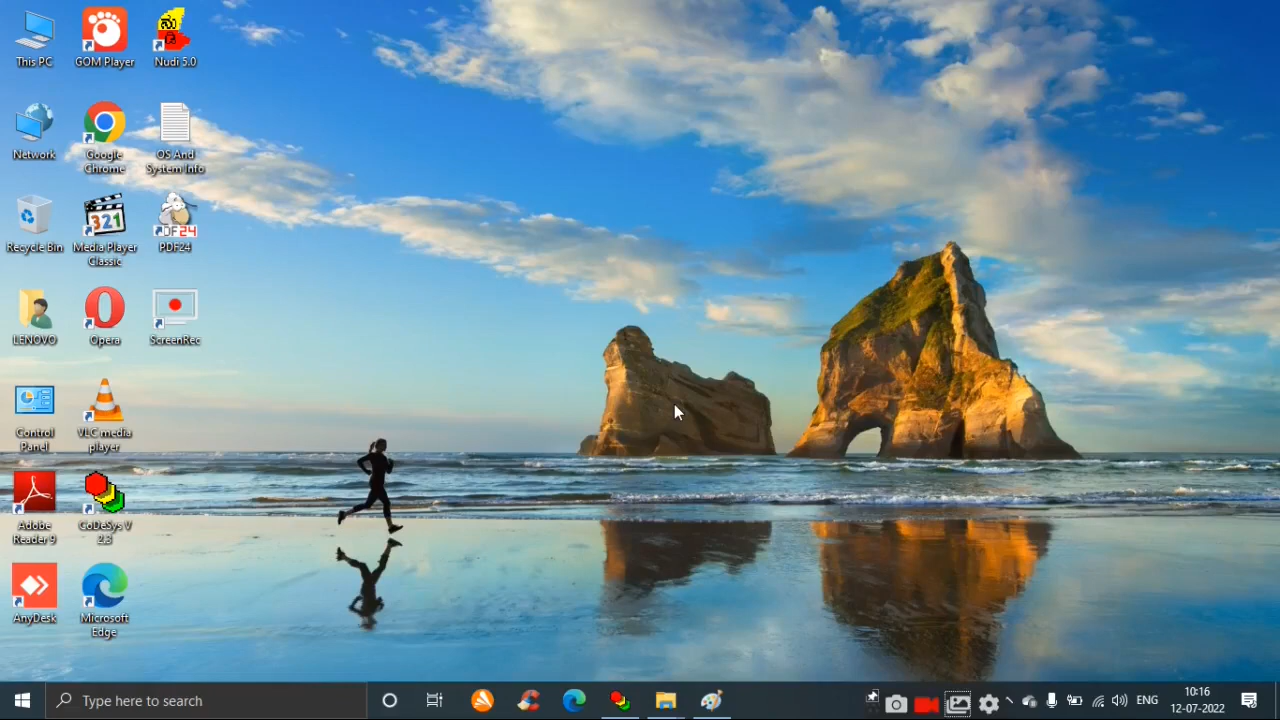 This PC
GOM Player
ನು
ಡಿ
Nudi 5.0
Network
Google
Chrome
OS And
System Info
Recycle Bin
321
Media Player
Classic
PDF24
PDF24
LENOVO
Opera
ScreenRec
Control
Panel
VLC media
player
Adobe
Reader 9
CoDeSys V
2.3
AnyDesk
Microsoft
Edge
Type here to search
ENG
10:16
12-07-2022